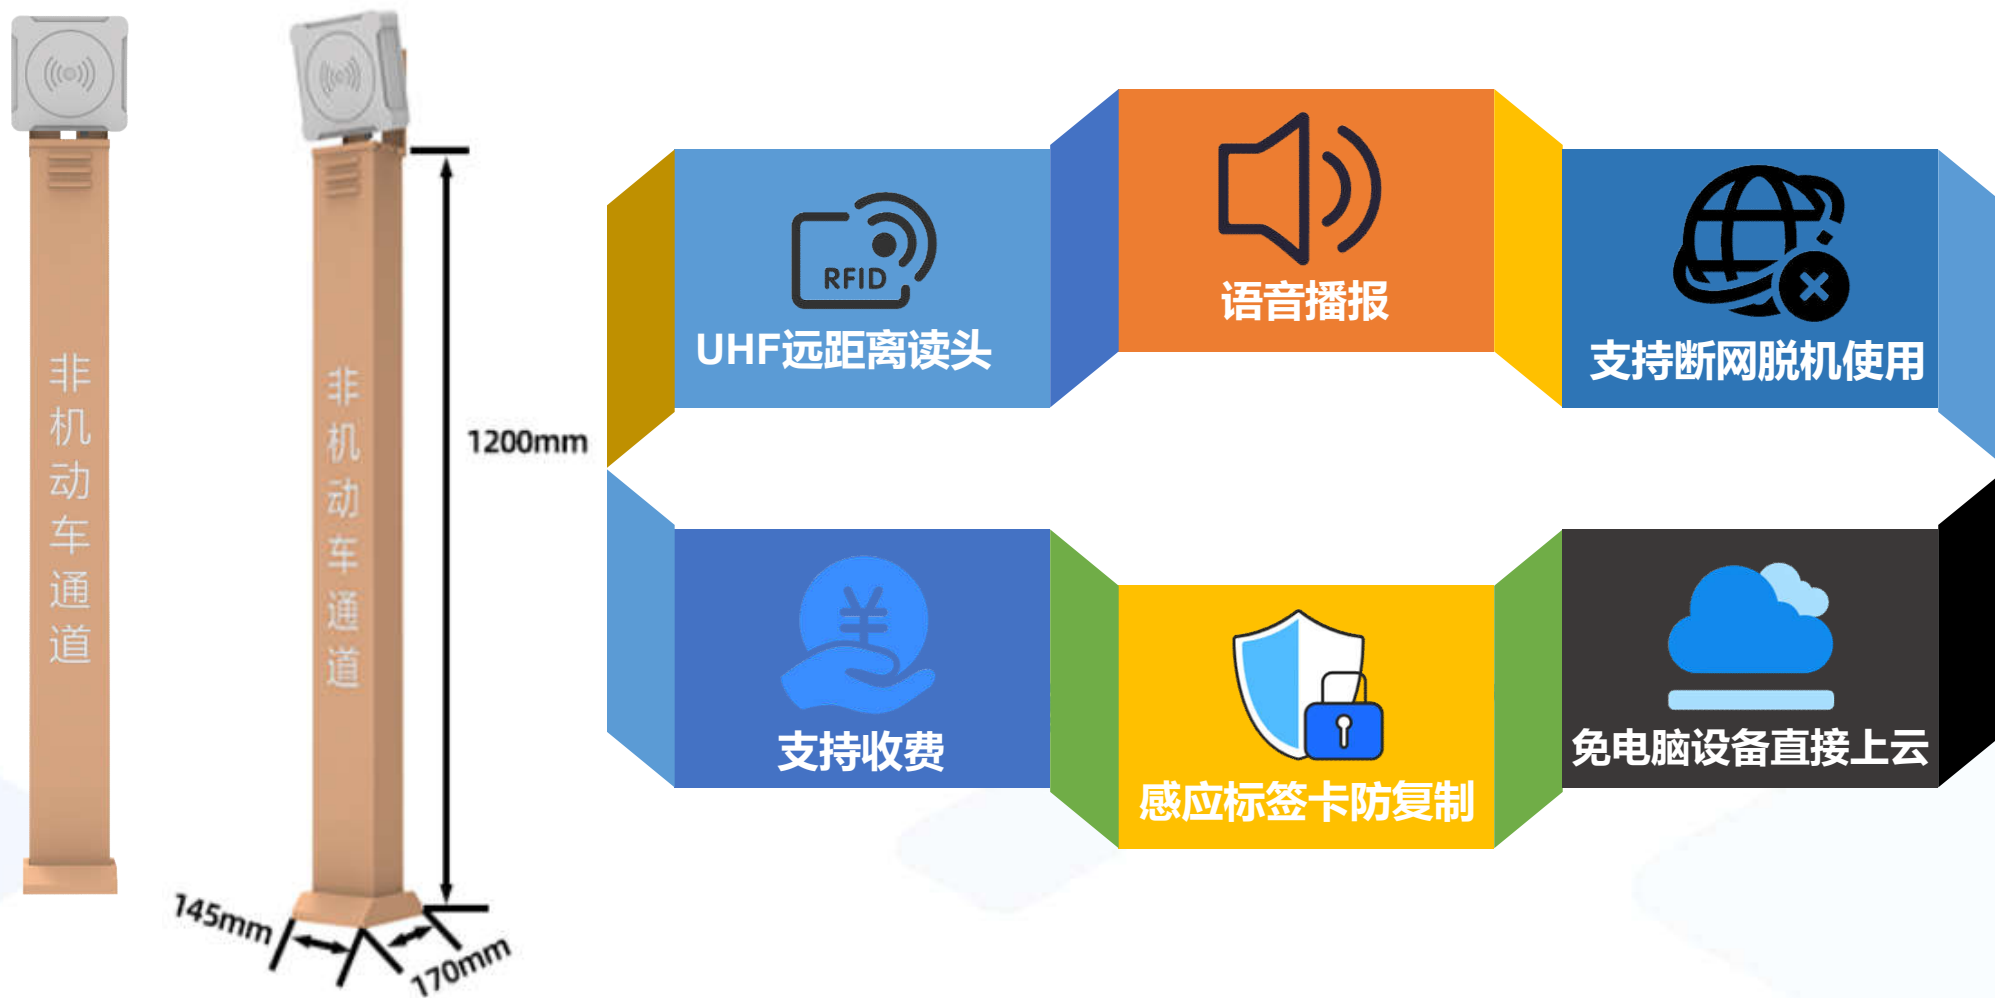 非机动车通道
非机动车通道
1200mm
145mm
170mm
RFID
UHF远距离读头
语音播报
支持断网脱机使用
支持收费
感应标签卡防复制
免电脑设备直接上云